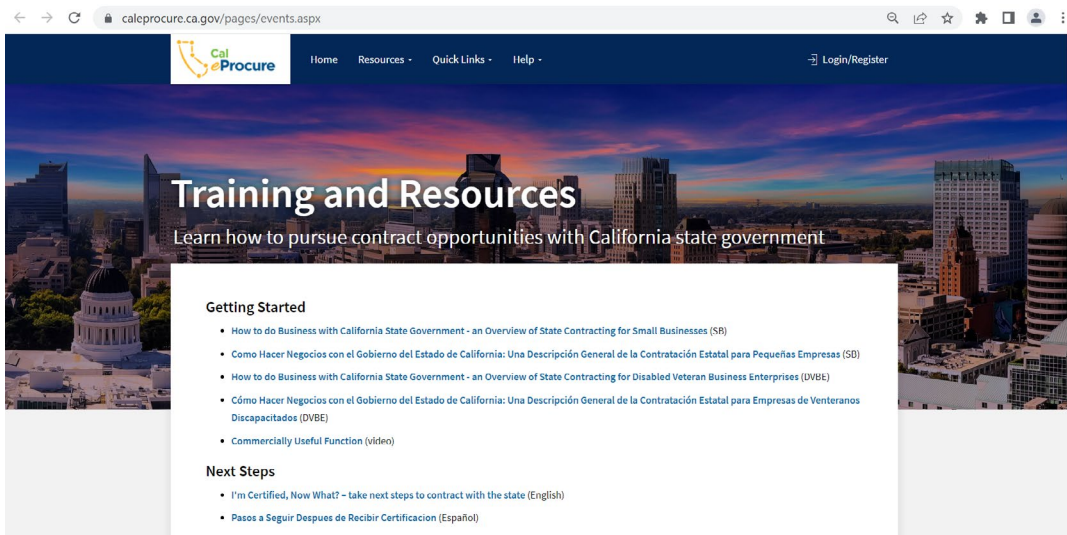 caleprocure.ca.gov/pages/events.aspx
Cal
eProcure
Home Resources Quick Links Help Login/Register
Training and Resources
Learn how to pursue contract opportunities with California state government
Getting Started
• How to do Business with California State Government - an Overview of State Contracting for Small Businesses (SB)
• Como Hacer Negocios con el Gobierno del Estado de California: Una Descripción General de la Contratación Estatal para Pequeñas Empresas (SB)
• How to do Business with California State Government - an Overview of State Contracting for Disabled Veteran Business Enterprises (DVBE)
• Cómo Hacer Negocios con el Gobierno del Estado de California: Una Descripción General de la Contratación Estatal para Empresas de Venteranos
Discapacitados (DVBE)
• Commercially Useful Function (video)
Next Steps
• I'm Certified, Now What? – take next steps to contract with the state (English)
• Pasos a Seguir Despues de Recibir Certificacion (Español)